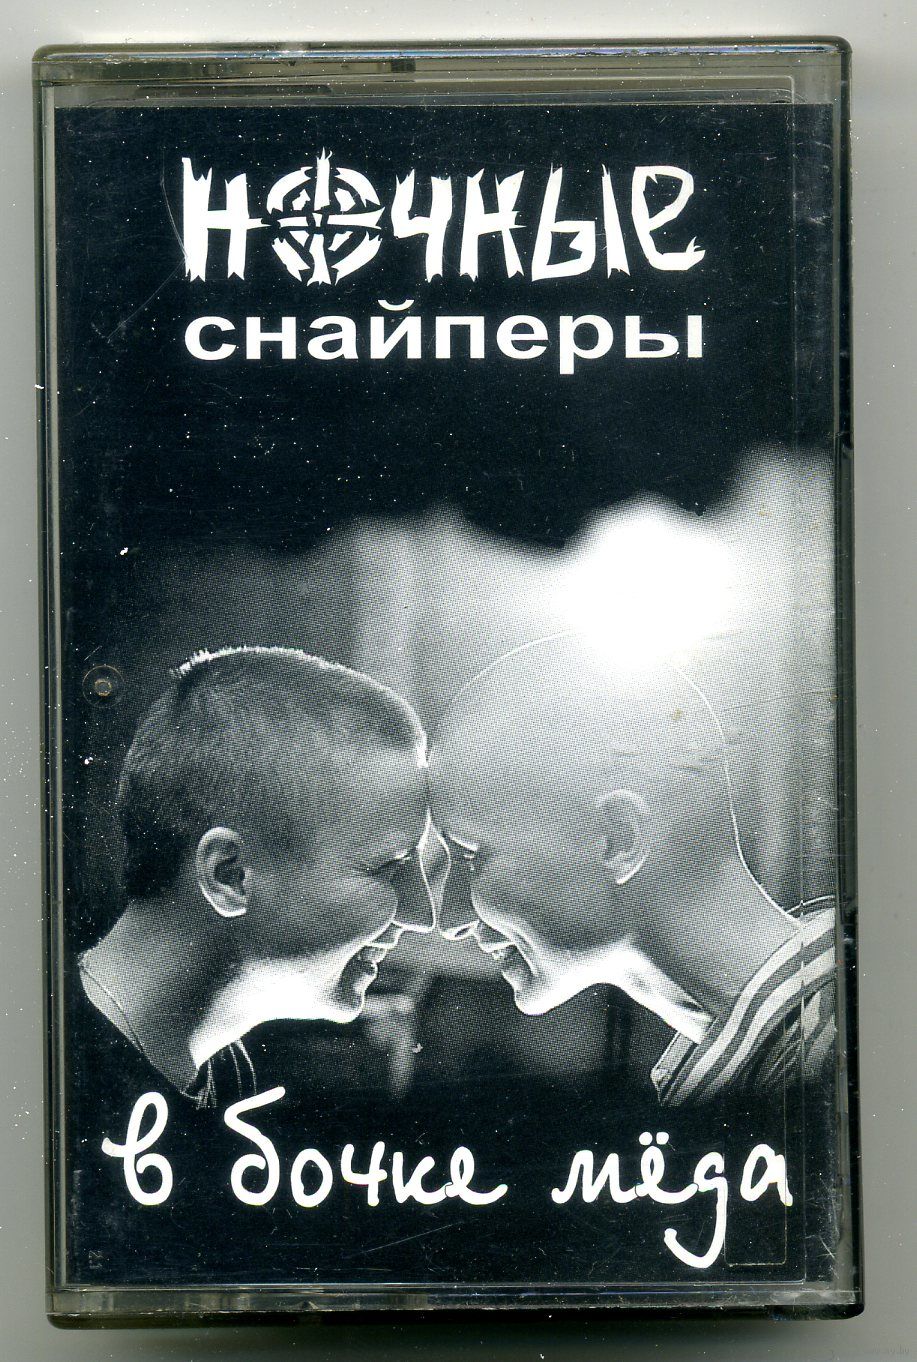 ночные
снайперы
в бочке мёда